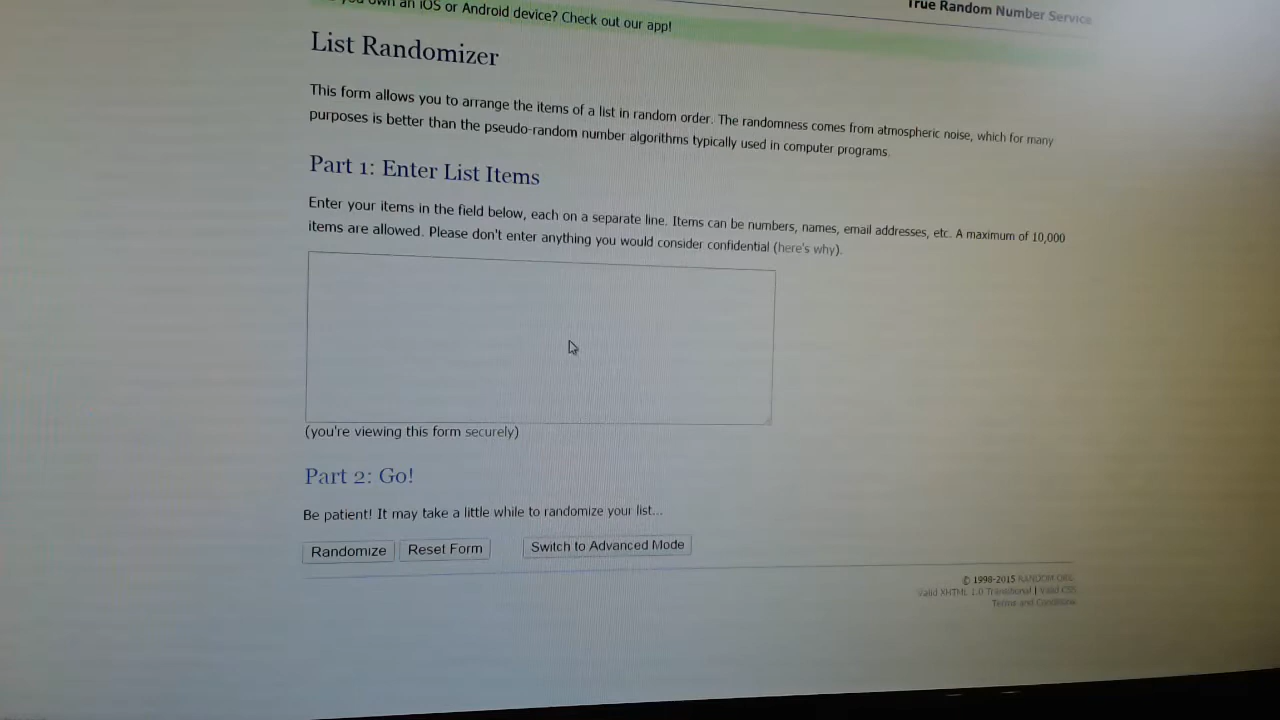 own an iOS or Android device? Check out our app!
True Random Number Service
List Randomizer
This form allows you to arrange the items of a list in random order. The randomness comes from atmospheric noise, which for many
purposes is better than the pseudo-random number algorithms typically used in computer programs.
Part 1: Enter List Items
Enter your items in the field below, each on a separate line. Items can be numbers, names, email addresses, etc. A maximum of 10,000
items are allowed. Please don't enter anything you would consider confidential (here's why).
(you're viewing this form securely)
Part 2: Go!
Be patient! It may take a little while to randomize your list...
Randomize Reset Form Switch to Advanced Mode
© 1998-2015 RANDOM.ORG
Valid XHTML 1.0 Transitional | Valid CSS
Terms and Conditions